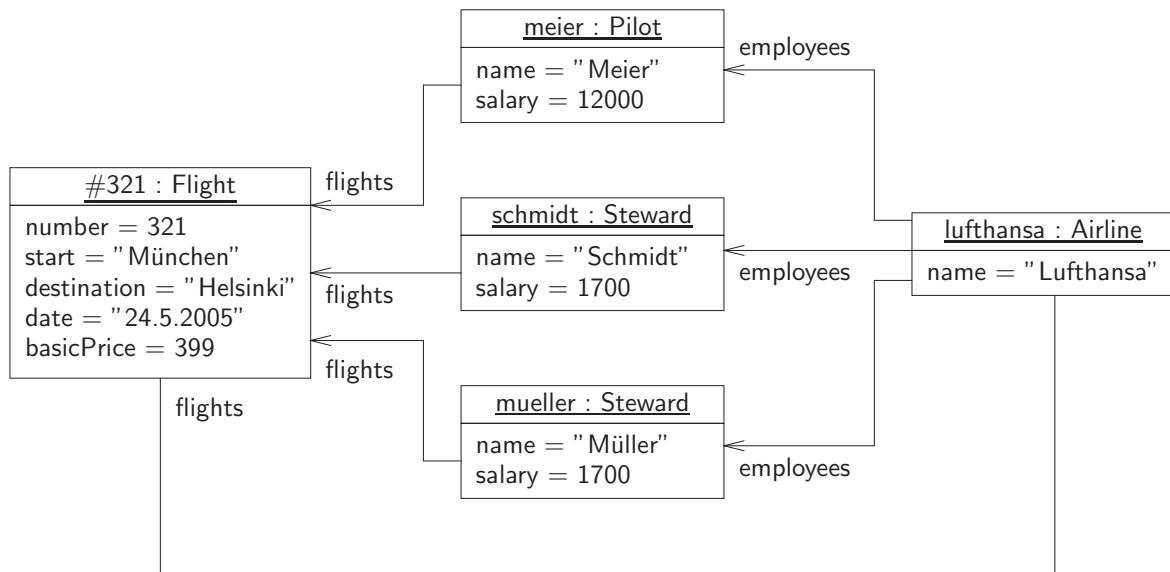 meier : Pilot
name = "Meier"
salary = 12000
employees
#321 : Flight
number = 321
start = "München"
destination = "Helsinki"
date = "24.5.2005"
basicPrice = 399
flights
schmidt : Steward
name = "Schmidt"
salary = 1700
flights
employees
lufthansa : Airline
name = "Lufthansa"
flights
flights
mueller : Steward
name = "Müller"
salary = 1700
employees